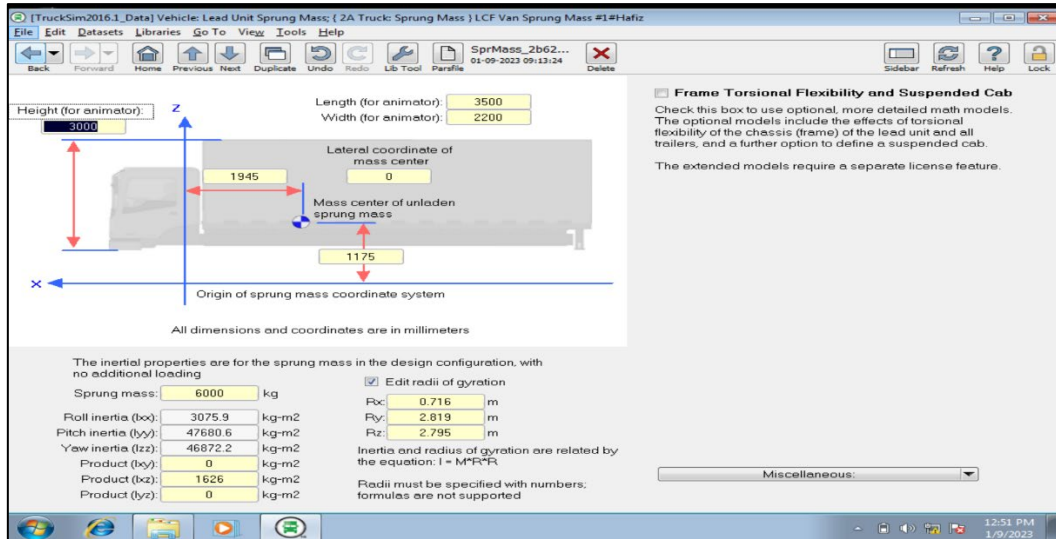 [TruckSim2016.1_Data] Vehicle: Lead Unit Sprung Mass; { 2A Truck: Sprung Mass } LCF Van Sprung Mass #1#Hafiz
File Edit Datasets Libraries Go To View Tools Help
Back Forward Home Previous Next Duplicate Undo Redo Lib Tool Parsfile SprMass_2b62... 01-09-2023 09:13:24 Delete Sidebar Refresh Help Lock
Height (for animator):
3000
Z
Length (for animator): 3500
Width (for animator): 2200
Lateral coordinate of
mass center
1945
0
Mass center of unladen
sprung mass
1175
X
Origin of sprung mass coordinate system
All dimensions and coordinates are in millimeters
Frame Torsional Flexibility and Suspended Cab
Check this box to use optional, more detailed math models.
The optional models include the effects of torsional
flexibility of the chassis (frame) of the lead unit and all
trailers, and a further option to define a suspended cab.
The extended models require a separate license feature.
The inertial properties are for the sprung mass in the design configuration, with
no additional loading
Sprung mass: 6000 kg
Roll inertia (Ixx): 3075.9 kg-m2
Pitch inertia (Iyy): 47680.6 kg-m2
Yaw inertia (Izz): 46872.2 kg-m2
Product (Ixy): 0 kg-m2
Product (Ixz): 1626 kg-m2
Product (Iyz): 0 kg-m2
Edit radii of gyration
Rx: 0.716 m
Ry: 2.819 m
Rz: 2.795 m
Inertia and radius of gyration are related by
the equation: I = M*R*R
Radii must be specified with numbers;
formulas are not supported
Miscellaneous:
12:51 PM
1/9/2023